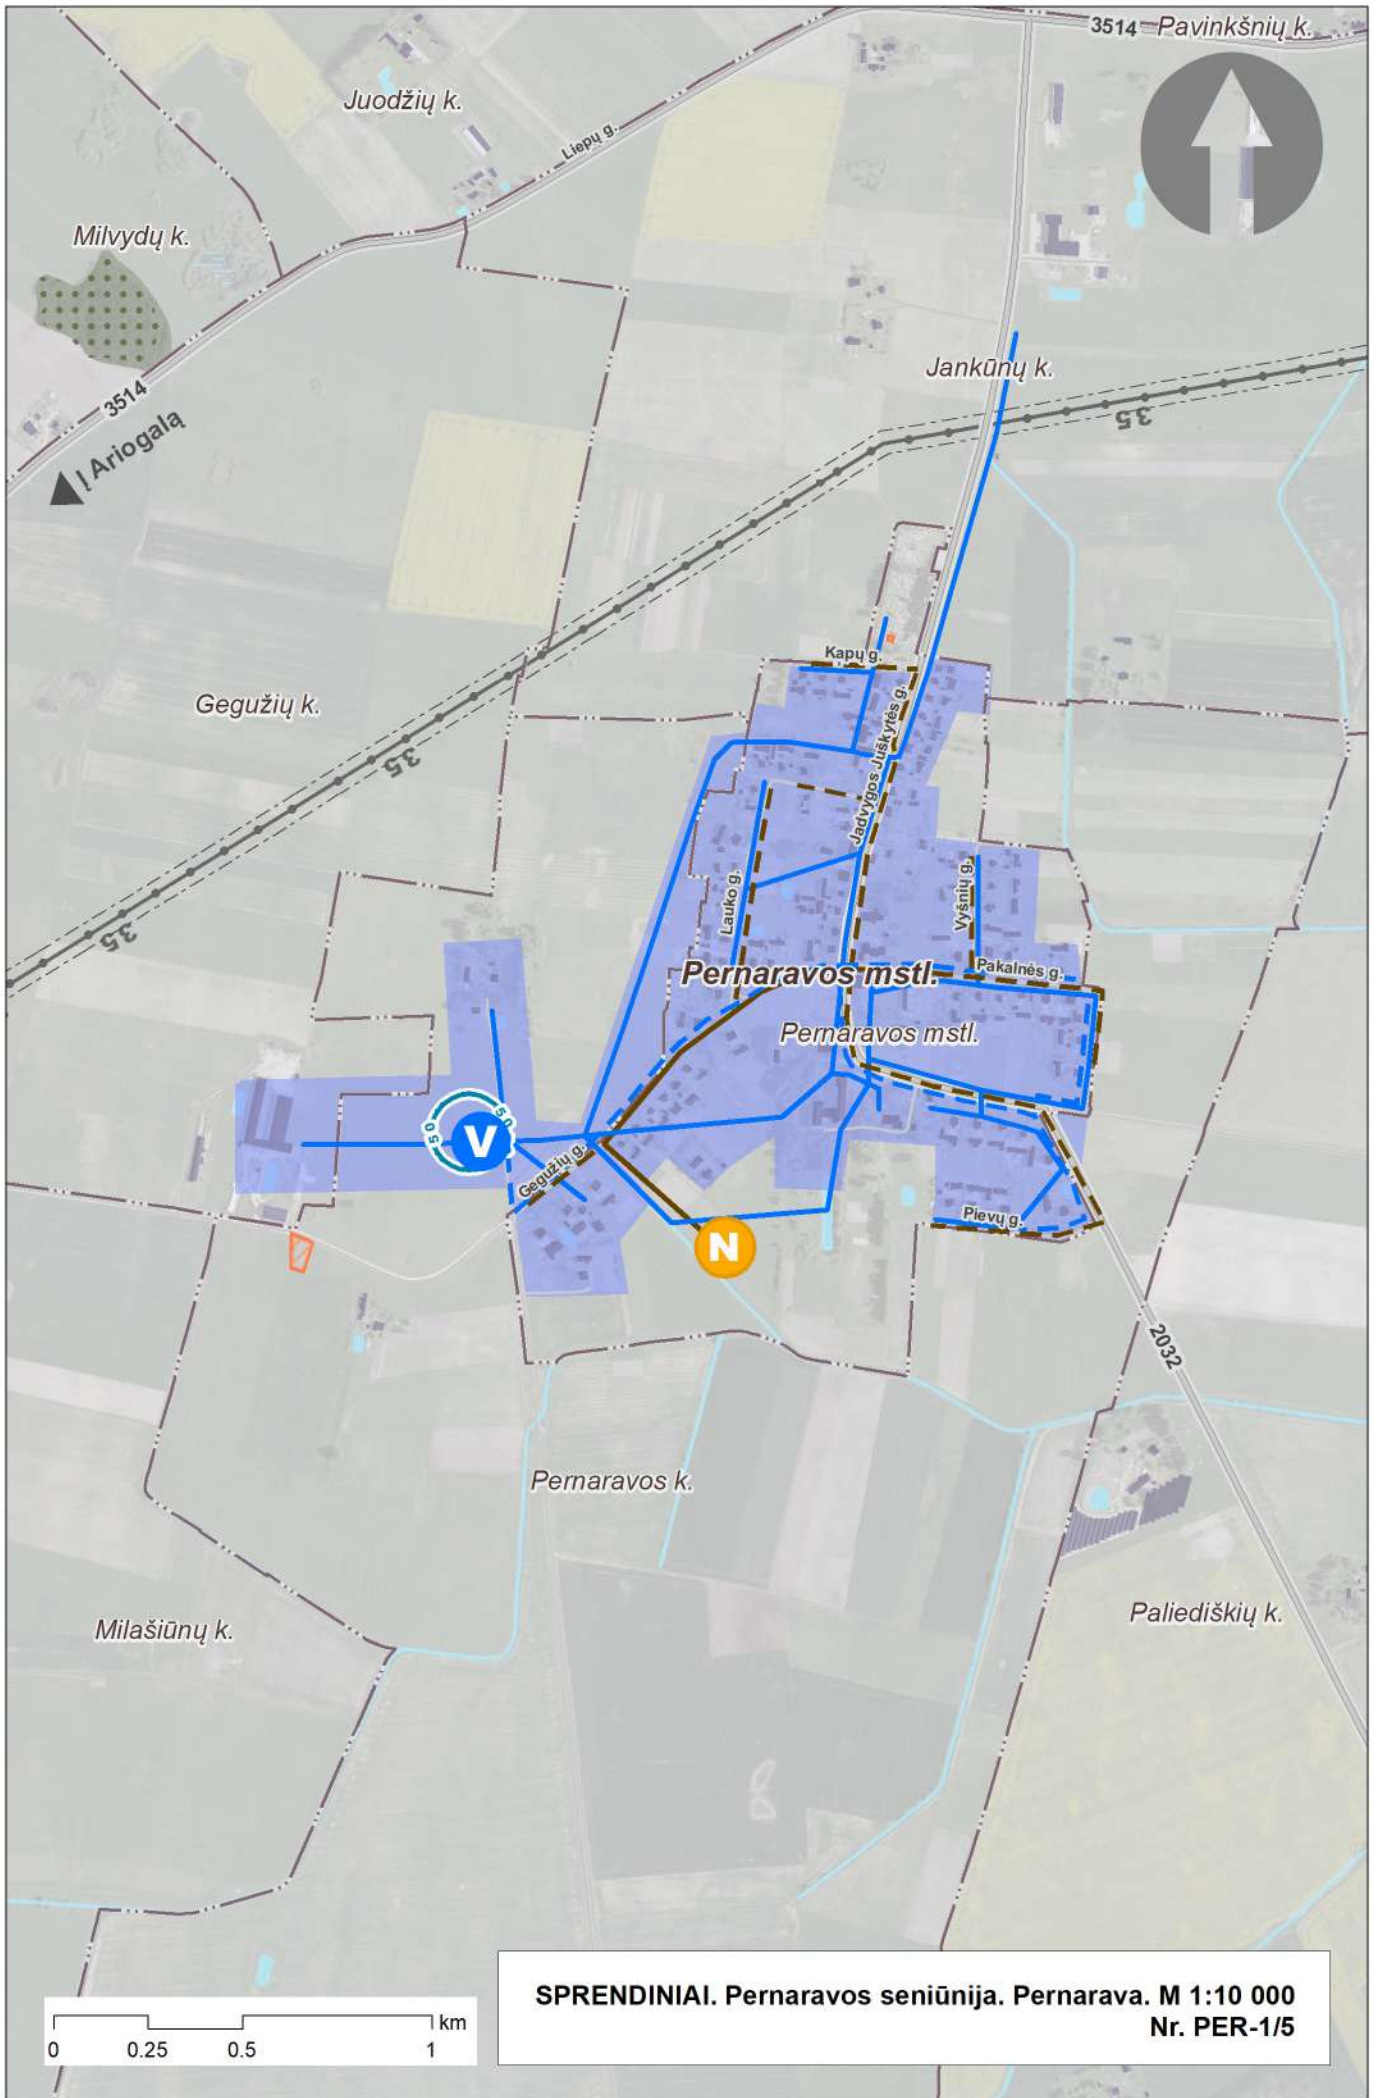 3514
Pavinkšnių k.
Juodžių k.
Liepų g.
Milvydų k.
3514
Į Ariogalą
Jankūnų k.
35
Kapų g.
Gegužių k.
Jadvygos Juškytės g.
35
Lauko g.
Vyšnių g.
35
Pernaravos mstl.
Pakalnės g.
Pernaravos mstl.
50
50
V
Gegužių g.
Pievų g.
N
2032
Pernaravos k.
Milašiūnų k.
Paliediškių k.
SPRENDINIAI. Pernaravos seniūnija. Pernarava. M 1:10 000
Nr. PER-1/5
km
0 0.25 0.5 1